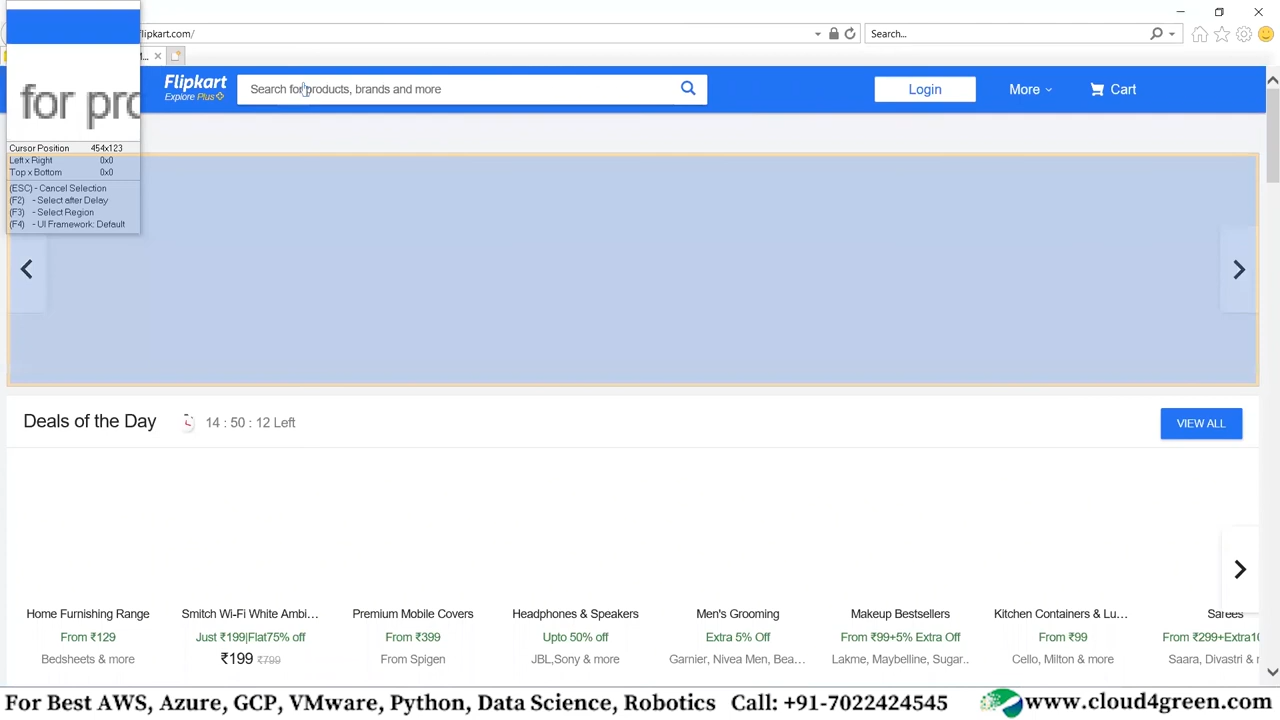 flipkart.com/
Search...
M...
for pro
Flipkart
Explore Plus
Search for products, brands and more
Login
More
Cart
Cursor Position 454x123
Left x Right 0x0
Top x Bottom 0x0
(ESC) - Cancel Selection
(F2) - Select after Delay
(F3) - Select Region
(F4) - UI Framework: Default
Deals of the Day
14 : 50 : 12 Left
VIEW ALL
Home Furnishing Range
From ₹129
Bedsheets & more
Smitch Wi-Fi White Ambi...
Just ₹199|Flat75% off
₹199 ₹799
Premium Mobile Covers
From ₹399
From Spigen
Headphones & Speakers
Upto 50% off
JBL,Sony & more
Men's Grooming
Extra 5% Off
Garnier, Nivea Men, Bea...
Makeup Bestsellers
From ₹99+5% Extra Off
Lakme, Maybelline, Sugar..
Kitchen Containers & Lu...
From ₹99
Cello, Milton & more
Sarees
From ₹299+Extra10
Saara, Divastri &
For Best AWS, Azure, GCP, VMware, Python, Data Science, Robotics Call: +91-7022424545 www.cloud4green.com